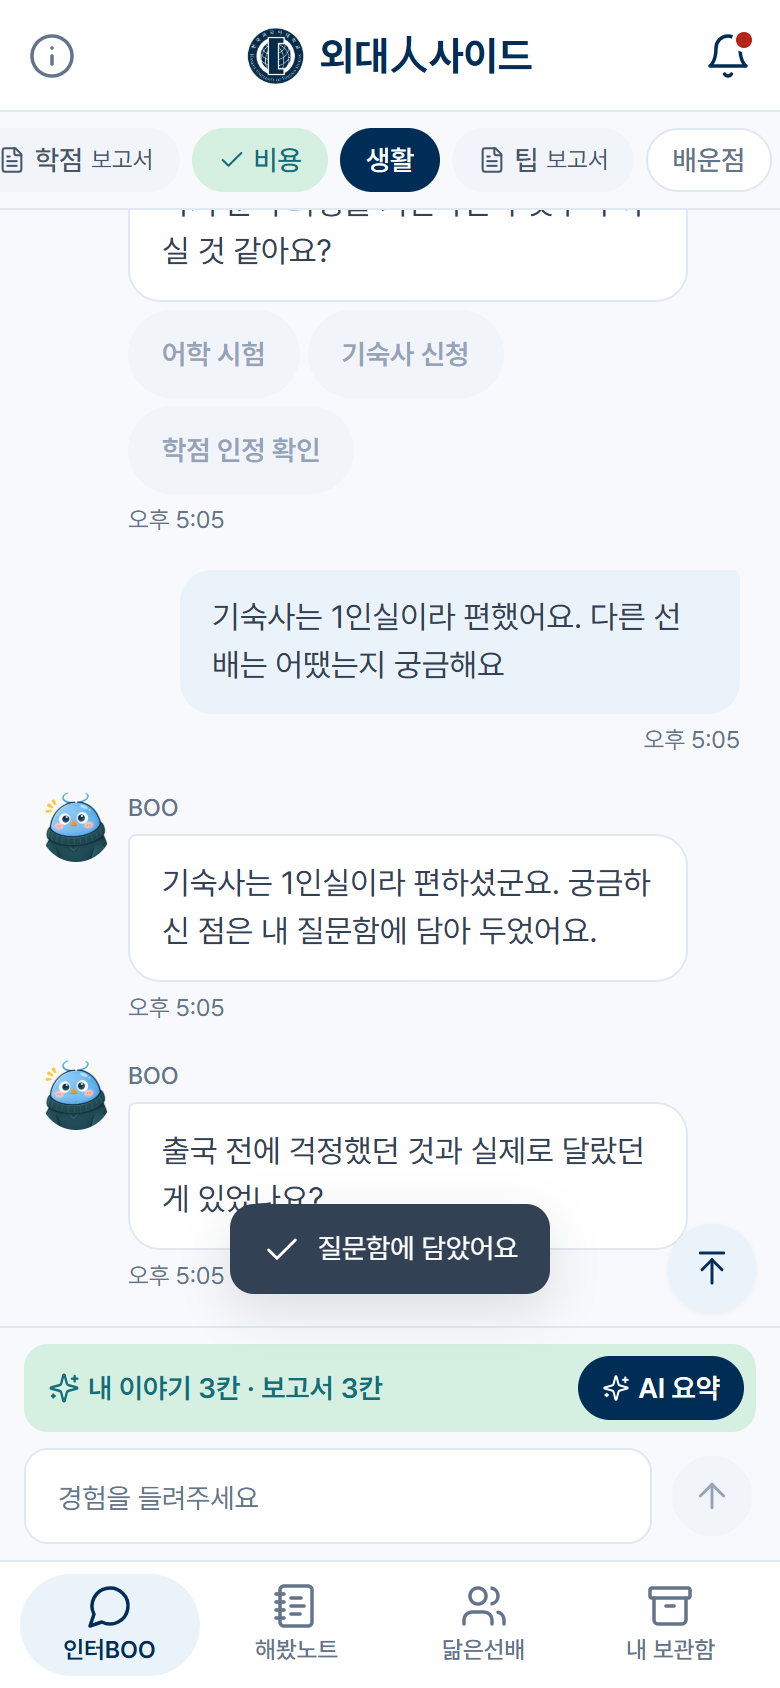 외대人사이드
학점 보고서
비용
생활
팁 보고서
배운점
실 것 같아요?
어학 시험
기숙사 신청
학점 인정 확인
오후 5:05
기숙사는 1인실이라 편했어요. 다른 선
배는 어땠는지 궁금해요
오후 5:05
BOO
기숙사는 1인실이라 편하셨군요. 궁금하
신 점은 내 질문함에 담아 두었어요.
오후 5:05
BOO
출국 전에 걱정했던 것과 실제로 달랐던
게 있었나요?
질문함에 담았어요
오후 5:05
내 이야기 3칸 · 보고서 3칸
AI 요약
경험을 들려주세요
인터BOO
해봤노트
닮은선배
내 보관함